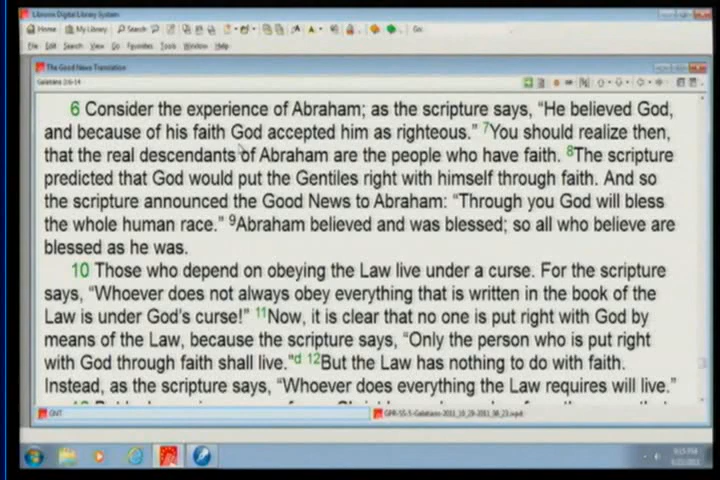 Libronix Digital Library System
Home My Library Search Go:
File Edit Search View Go Favorites Tools Window Help
The Good News Translation
Galatians 3:6-14
6 Consider the experience of Abraham; as the scripture says, “He believed God,
and because of his faith God accepted him as righteous.” 7You should realize then,
that the real descendants of Abraham are the people who have faith. 8The scripture
predicted that God would put the Gentiles right with himself through faith. And so
the scripture announced the Good News to Abraham: “Through you God will bless
the whole human race.” 9Abraham believed and was blessed; so all who believe are
blessed as he was.
10 Those who depend on obeying the Law live under a curse. For the scripture
says, “Whoever does not always obey everything that is written in the book of the
Law is under God's curse!” 11Now, it is clear that no one is put right with God by
means of the Law, because the scripture says, “Only the person who is put right
with God through faith shall live.”d 12But the Law has nothing to do with faith.
Instead, as the scripture says, “Whoever does everything the Law requires will live.”
GNT